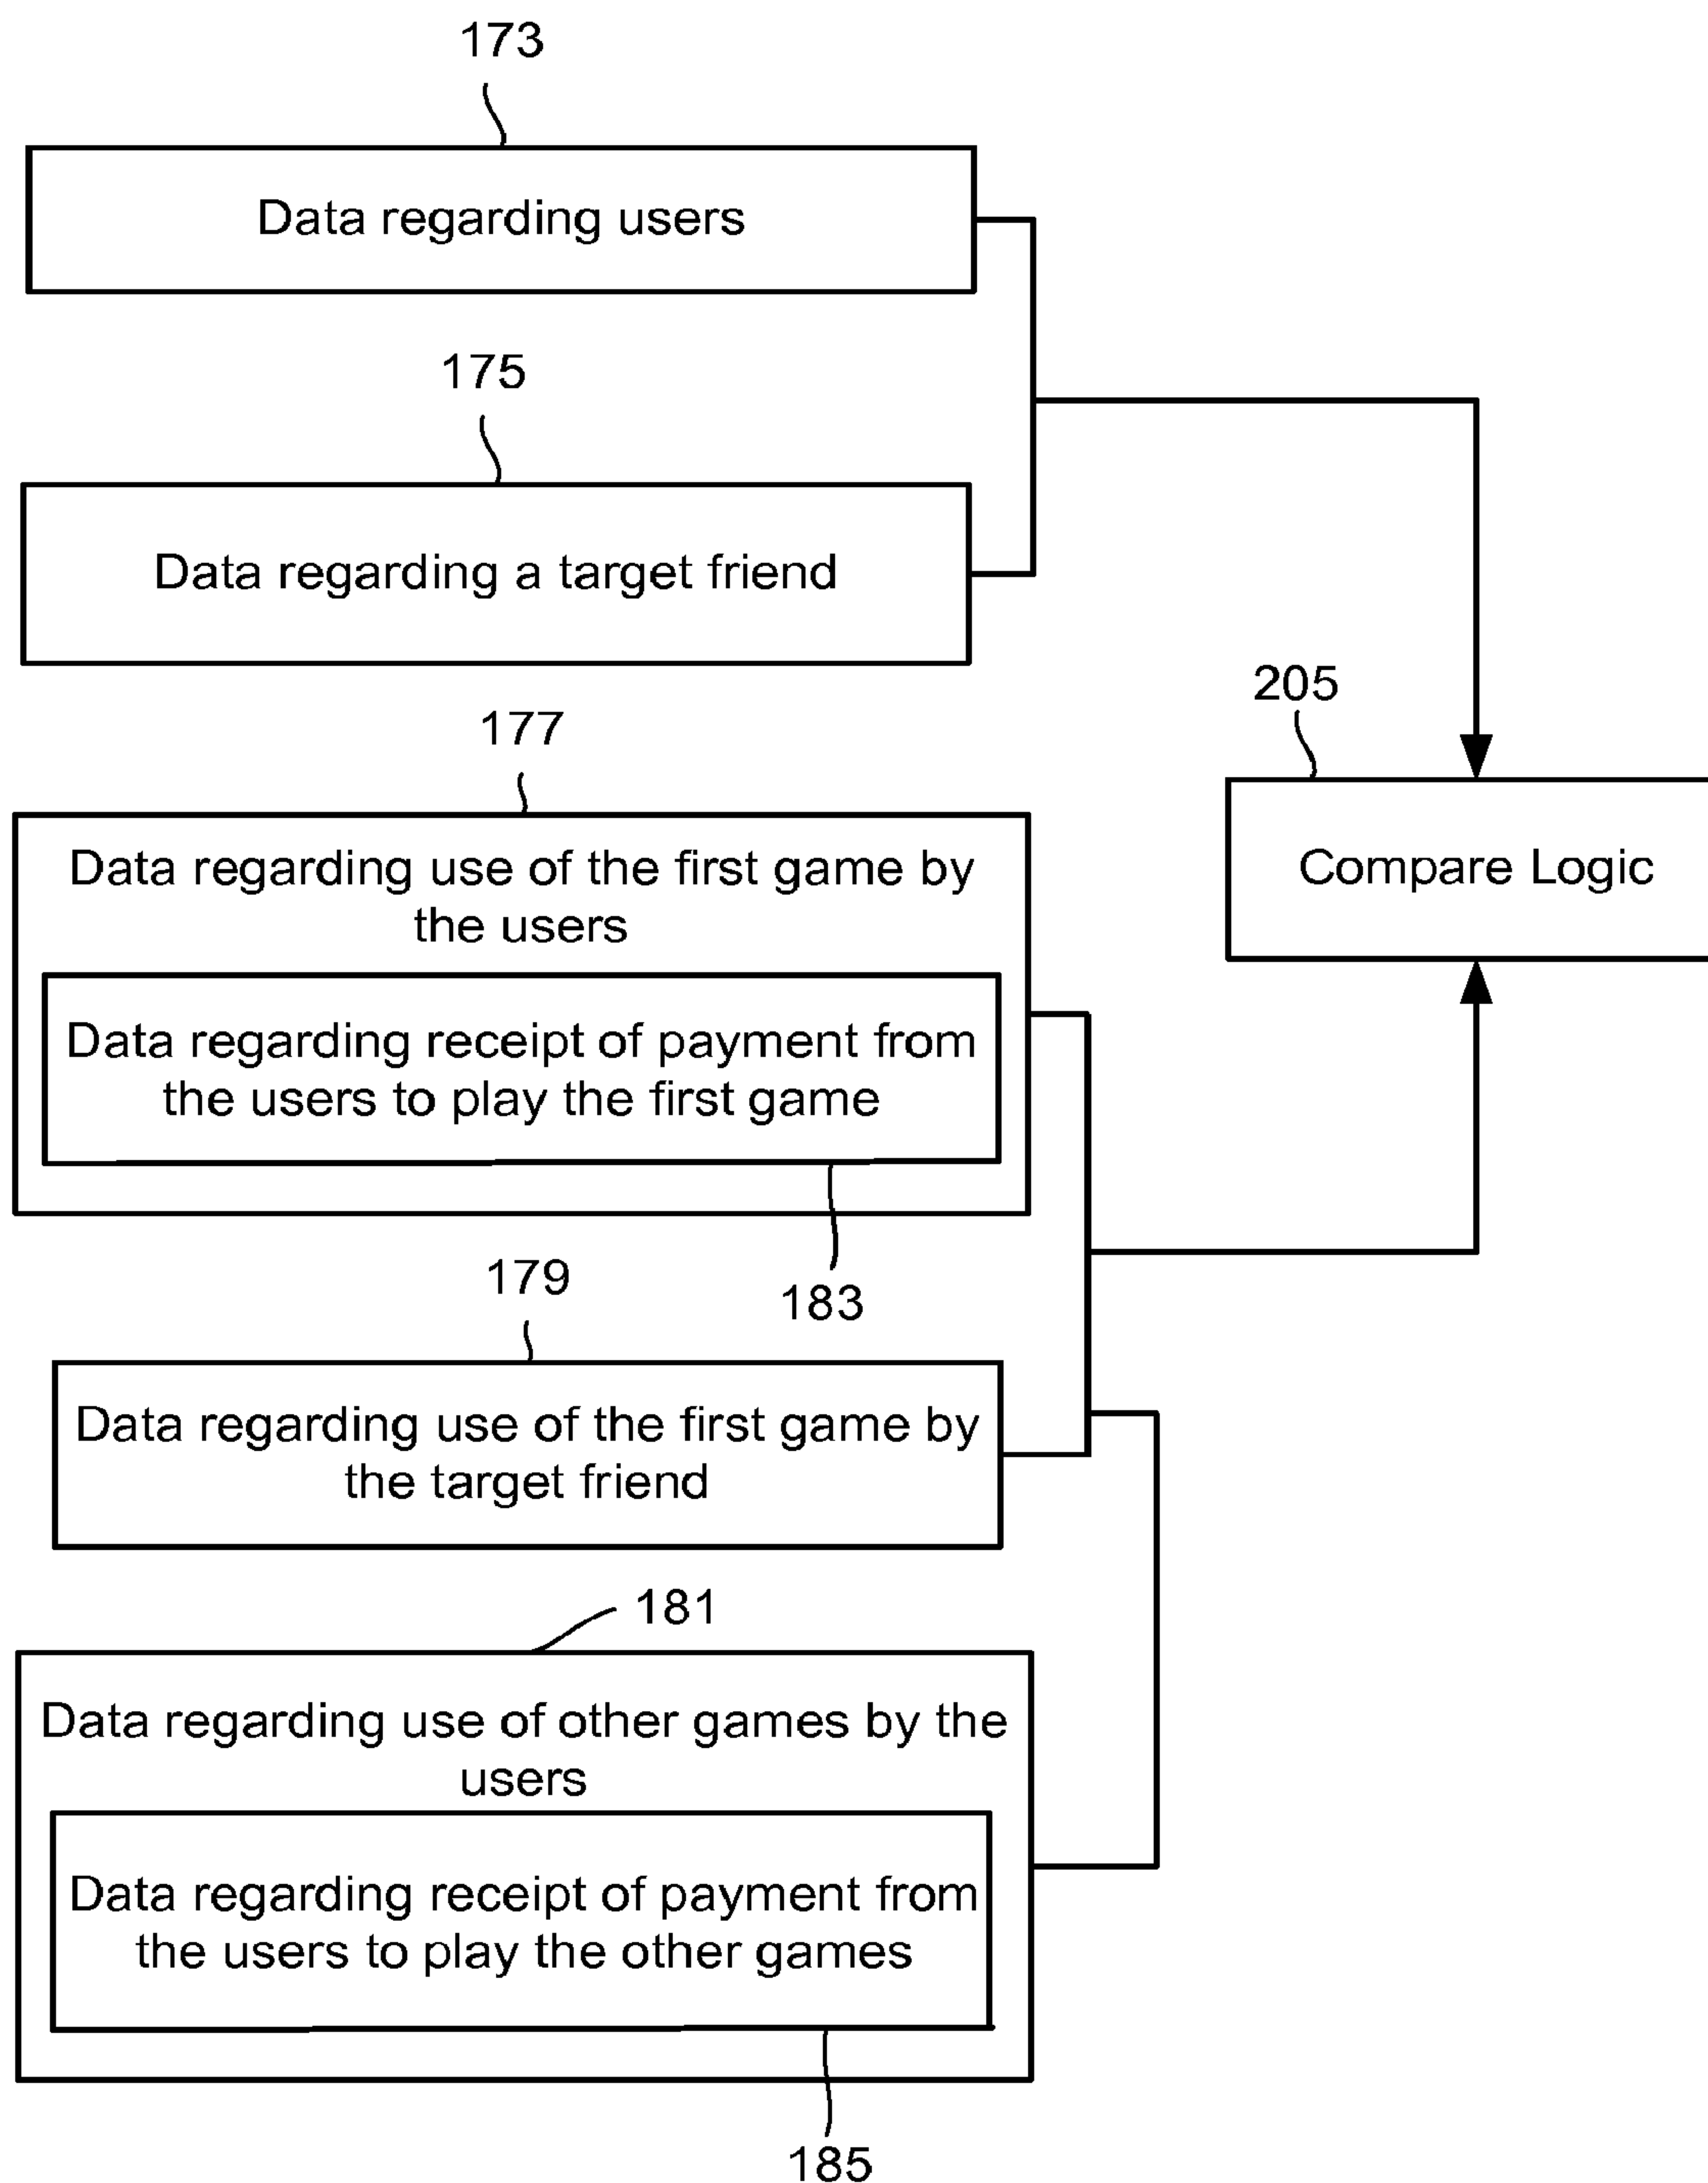 173
Data regarding users
175
Data regarding a target friend
205
Compare Logic
177
Data regarding use of the first game by
the users
Data regarding receipt of payment from
the users to play the first game
183
179
Data regarding use of the first game by
the target friend
181
Data regarding use of other games by the
users
Data regarding receipt of payment from
the users to play the other games
185